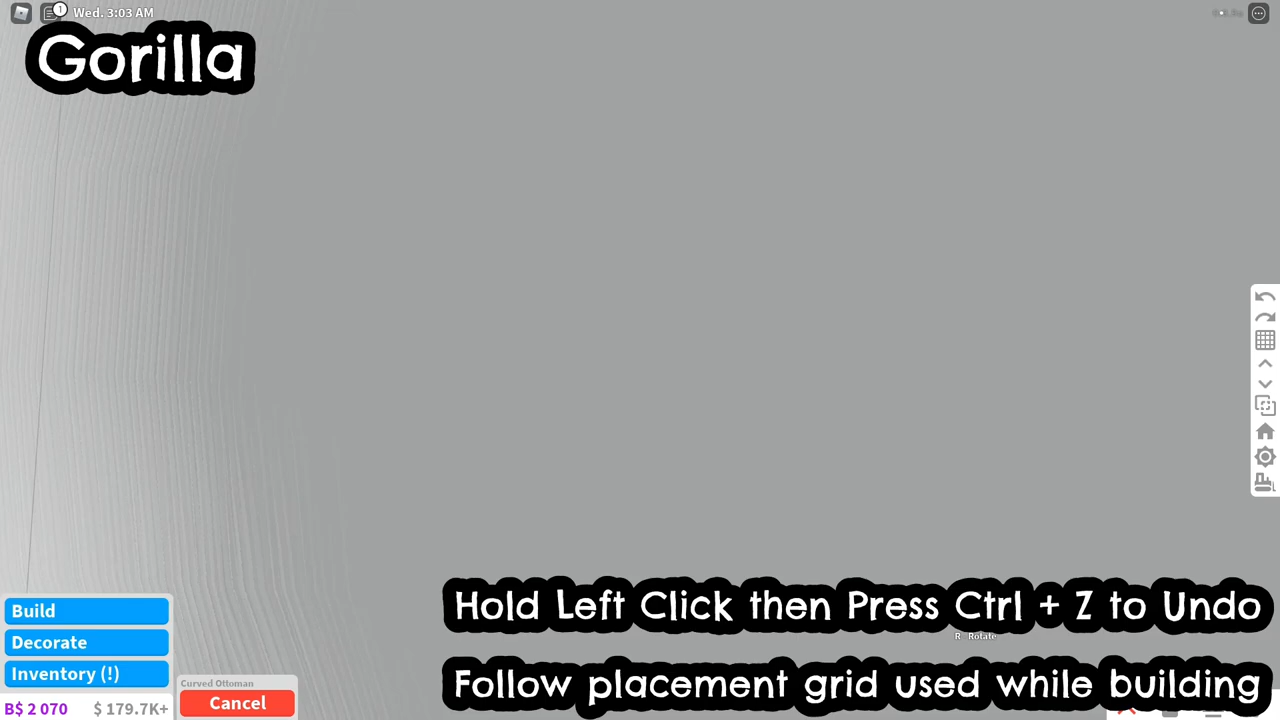 1
Wed. 3:03 AM
Gorilla
Hold Left Click then Press Ctrl + Z to Undo
R Rotate
Follow placement grid used while building
Build
Decorate
Inventory (!)
Curved Ottoman
Cancel
B$ 2 070 $ 179.7K+